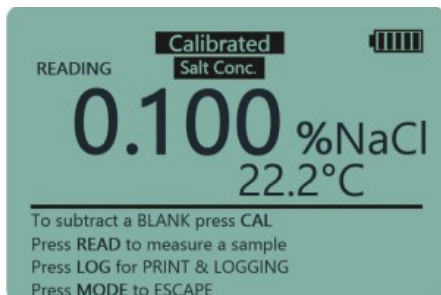 Calibrated
READING Salt Conc.
0.100 %NaCl
22.2°C
To subtract a BLANK press CAL
Press READ to measure a sample
Press LOG for PRINT & LOGGING
Press MODE to ESCAPE